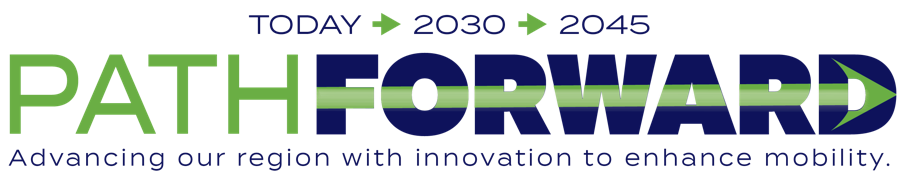 TODAY 2030 2045
PATHFORWARD
Advancing our region with innovation to enhance mobility.